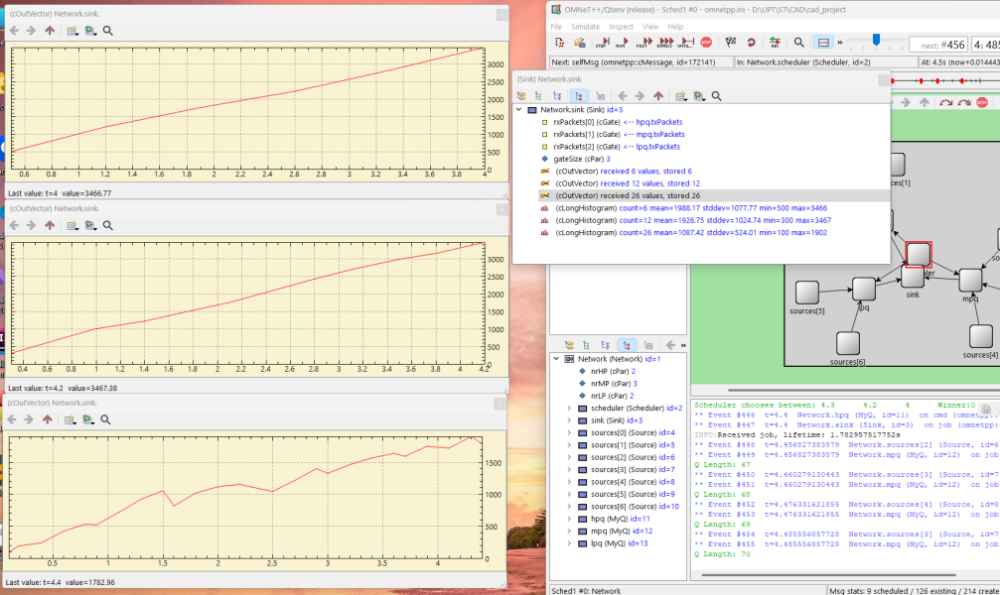 (cOutVector) Network.sink.
3000
2500
2000
1500
1000
500
0
0.6 0.8 1 1.2 1.4 1.6 1.8 2 2.2 2.4 2.6 2.8 3 3.2 3.4 3.6 3.8 4
Last value: t=4 value=3466.77
(cOutVector) Network.sink.
3000
2500
2000
1500
1000
500
0
0.4 0.6 0.8 1 1.2 1.4 1.6 1.8 2 2.2 2.4 2.6 2.8 3 3.2 3.4 3.6 3.8 4 4.2
Last value: t=4.2 value=3467.38
(cOutVector) Network.sink.
1500
1000
500
0
0.5 1 1.5 2 2.5 3 3.5 4
Last value: t=4.4 value=1782.96
OMNeT++/Qtenv (release) - Sched1 #0 - omnetpp.ini - D:\UPT\S7\CAD\cad_project
File Simulate Inspect View Help
STEP RUN FAST EXPRESS UNTIL... STOP REC
next: #456 4s 485
Next: selfMsg (omnetpp::cMessage, id=172141) In: Network.scheduler (Scheduler, id=2) At: 4.5s (now+0.014443
(Sink) Network.sink
Network.sink (Sink) id=3
rxPackets[0] (cGate) <-- hpq.txPackets
rxPackets[1] (cGate) <-- mpq.txPackets
rxPackets[2] (cGate) <-- lpq.txPackets
gateSize (cPar) 3
(cOutVector) received 6 values, stored 6
(cOutVector) received 12 values, stored 12
(cOutVector) received 26 values, stored 26
(cLongHistogram) count=6 mean=1988.17 stddev=1077.77 min=500 max=3466
(cLongHistogram) count=12 mean=1926.75 stddev=1024.74 min=300 max=3467
(cLongHistogram) count=26 mean=1087.42 stddev=524.01 min=100 max=1902
STOP
es[1]
so
ler
sink
mpq
lpq
sources[5]
sources[4]
sources[6]
Network (Network) id=1
nrHP (cPar) 2
nrMP (cPar) 3
nrLP (cPar) 2
scheduler (Scheduler) id=2
sink (Sink) id=3
sources[0] (Source) id=4
sources[1] (Source) id=5
sources[2] (Source) id=6
sources[3] (Source) id=7
sources[4] (Source) id=8
sources[5] (Source) id=9
sources[6] (Source) id=10
hpq (MyQ) id=11
mpq (MyQ) id=12
lpq (MyQ) id=13
Scheduler chooses between: 4.3 4.2 4 Winner:0
** Event #446 t=4.4 Network.hpq (MyQ, id=11) on cmd (omnetpp:
** Event #447 t=4.4 Network.sink (Sink, id=3) on job (omnetpp:
INFO:Received job, lifetime: 1.782957517752s
** Event #448 t=4.456827383579 Network.sources[2] (Source, id=6
** Event #449 t=4.456827383579 Network.mpq (MyQ, id=12) on job
Q Length: 67
** Event #450 t=4.460279130443 Network.sources[3] (Source, id=7
** Event #451 t=4.460279130443 Network.mpq (MyQ, id=12) on job
Q Length: 68
** Event #452 t=4.476331621855 Network.sources[4] (Source, id=8
** Event #453 t=4.476331621855 Network.mpq (MyQ, id=12) on job
Q Length: 69
** Event #454 t=4.485556857728 Network.sources[3] (Source, id=7
** Event #455 t=4.485556857728 Network.mpq (MyQ, id=12) on job
Q Length: 70
Sched1 #0: Network Msg stats: 9 scheduled / 126 existing / 214 create